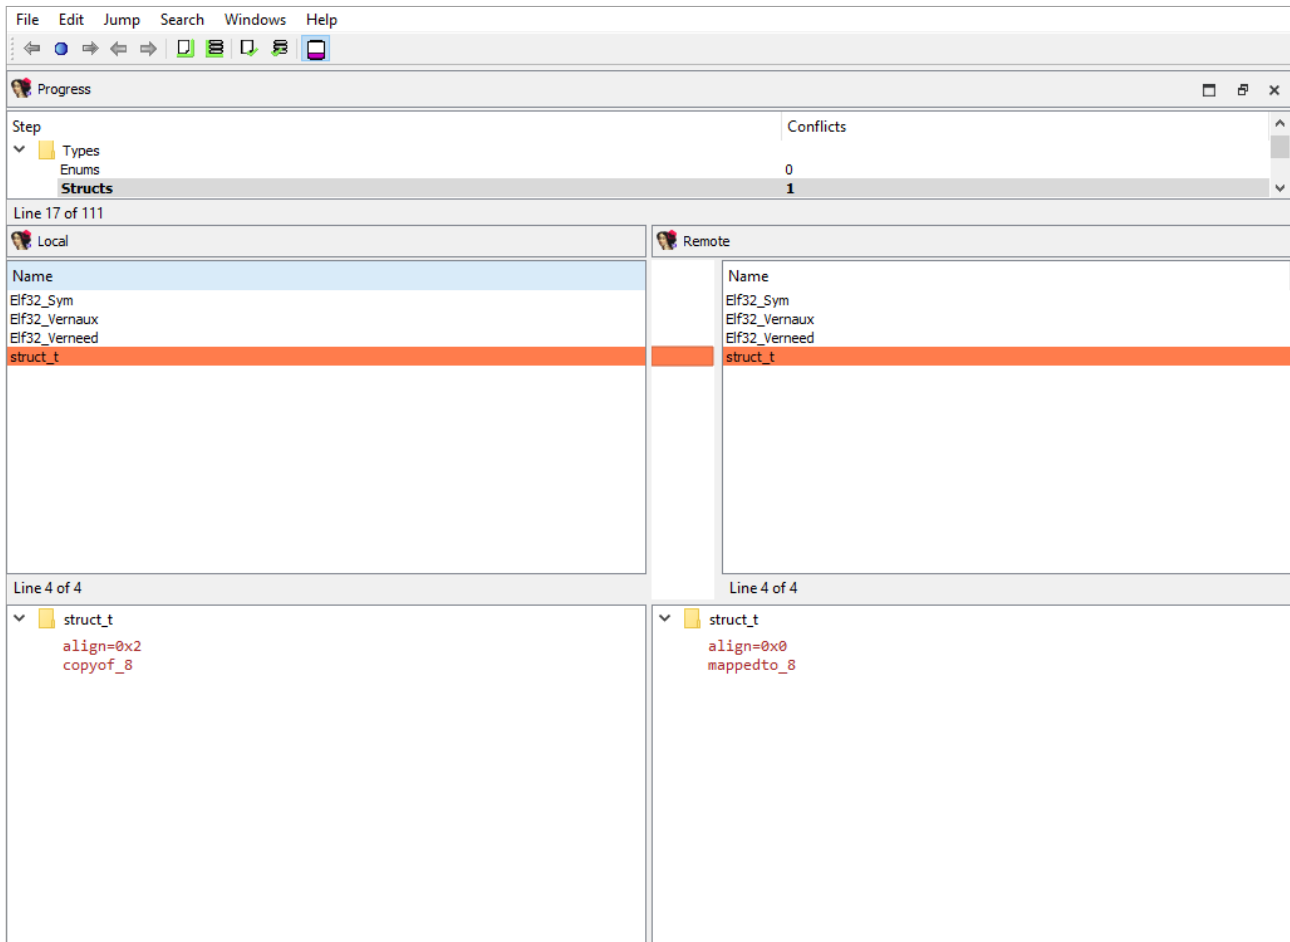 File Edit Jump Search Windows Help
Progress
Step Conflicts
Types
Enums 0
Structs 1
Line 17 of 111
Local Remote
Name Name
Elf32_Sym Elf32_Sym
Elf32_Vernaux Elf32_Vernaux
Elf32_Verneed Elf32_Verneed
struct_t struct_t
Line 4 of 4 Line 4 of 4
struct_t struct_t
align=0x2 align=0x0
copyof_8 mappedto_8